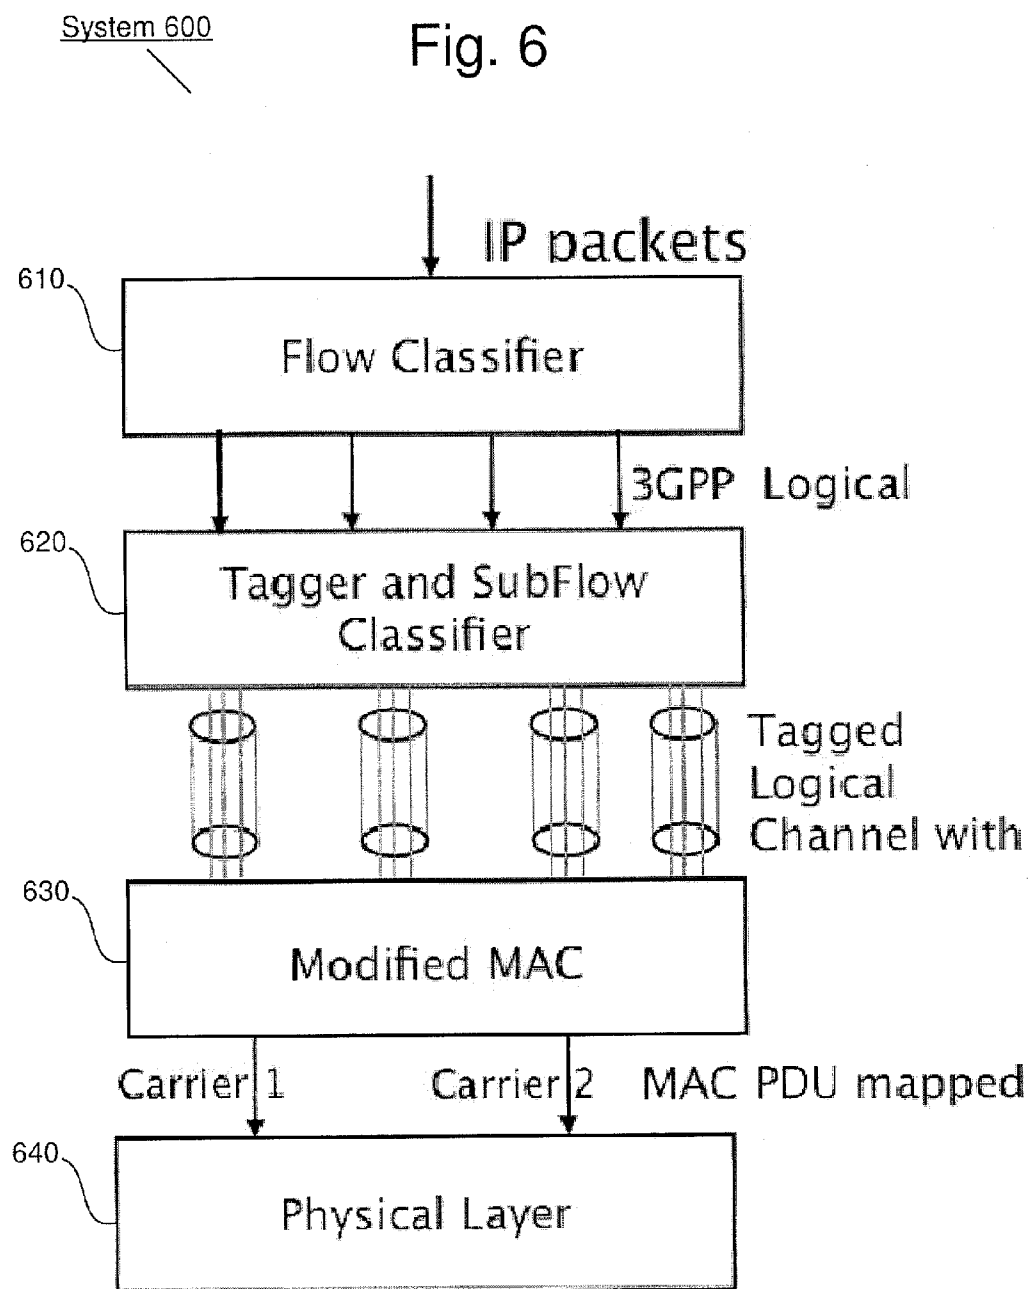 System 600
Fig. 6
IP packets
610
Flow Classifier
3GPP Logical
620
Tagger and SubFlow
Classifier
Tagged
Logical
Channel with
630
Modified MAC
Carrier 1
Carrier 2
MAC PDU mapped
640
Physical Layer